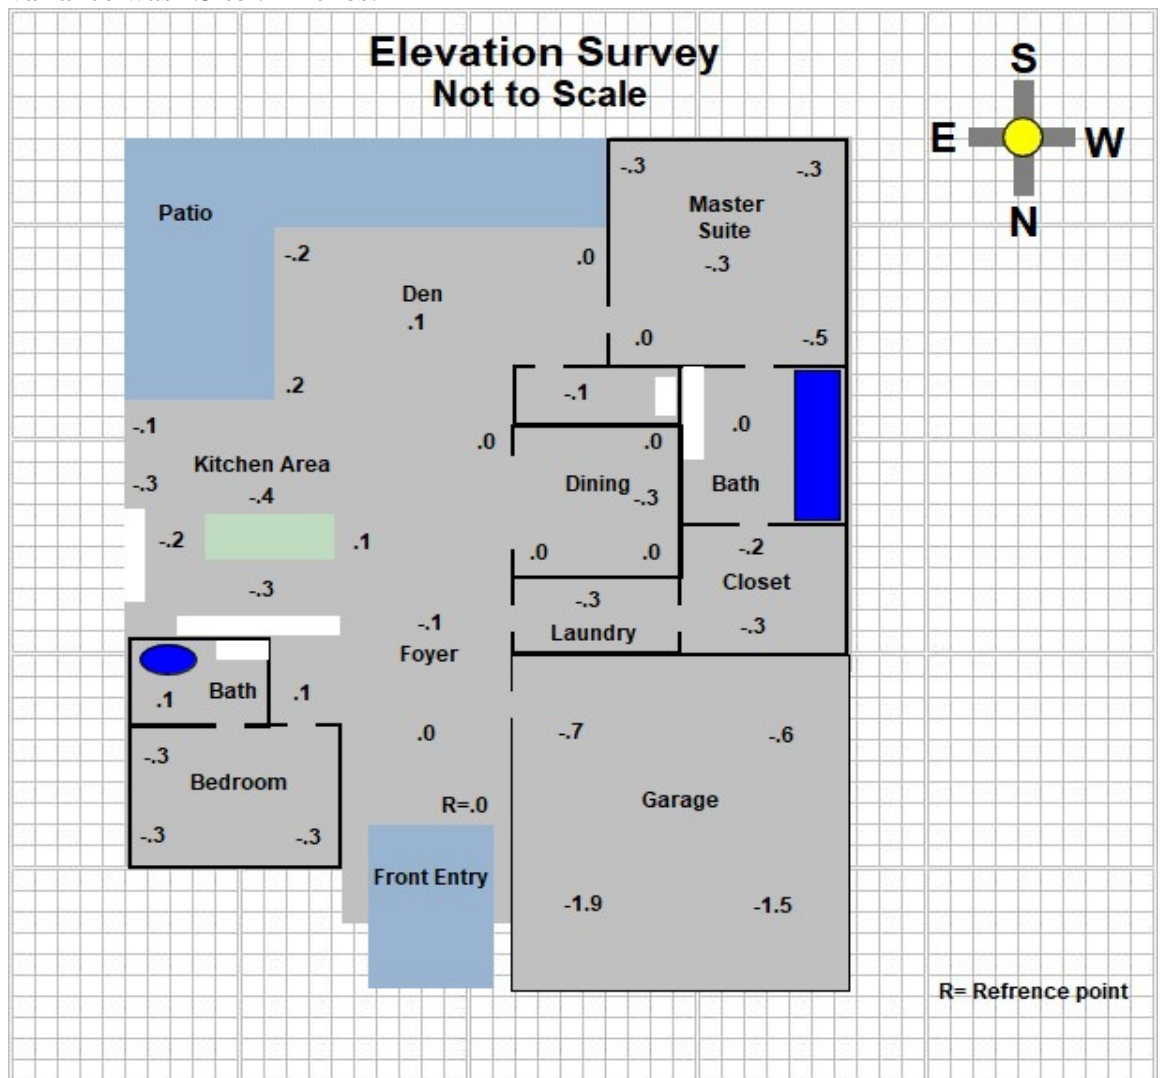 Elevation Survey
Not to Scale
S
E W
N
-.3 -.3
Master
Suite
-.3
Patio
-.2 .0
Den
.1
.0 -.5
.2
-.1
-.1
.0
.0 .0
Kitchen Area
-.3
-.4
Dining
-.3
Bath
-.2
.1
.0 .0
-.2
Closet
-.3
-.3
-.1
Laundry
-.3
Foyer
.1
Bath
.1
.0
-.7 -.6
-.3
Bedroom
R=.0
Garage
-.3 -.3
Front Entry
-1.9 -1.5
R= Refrence point